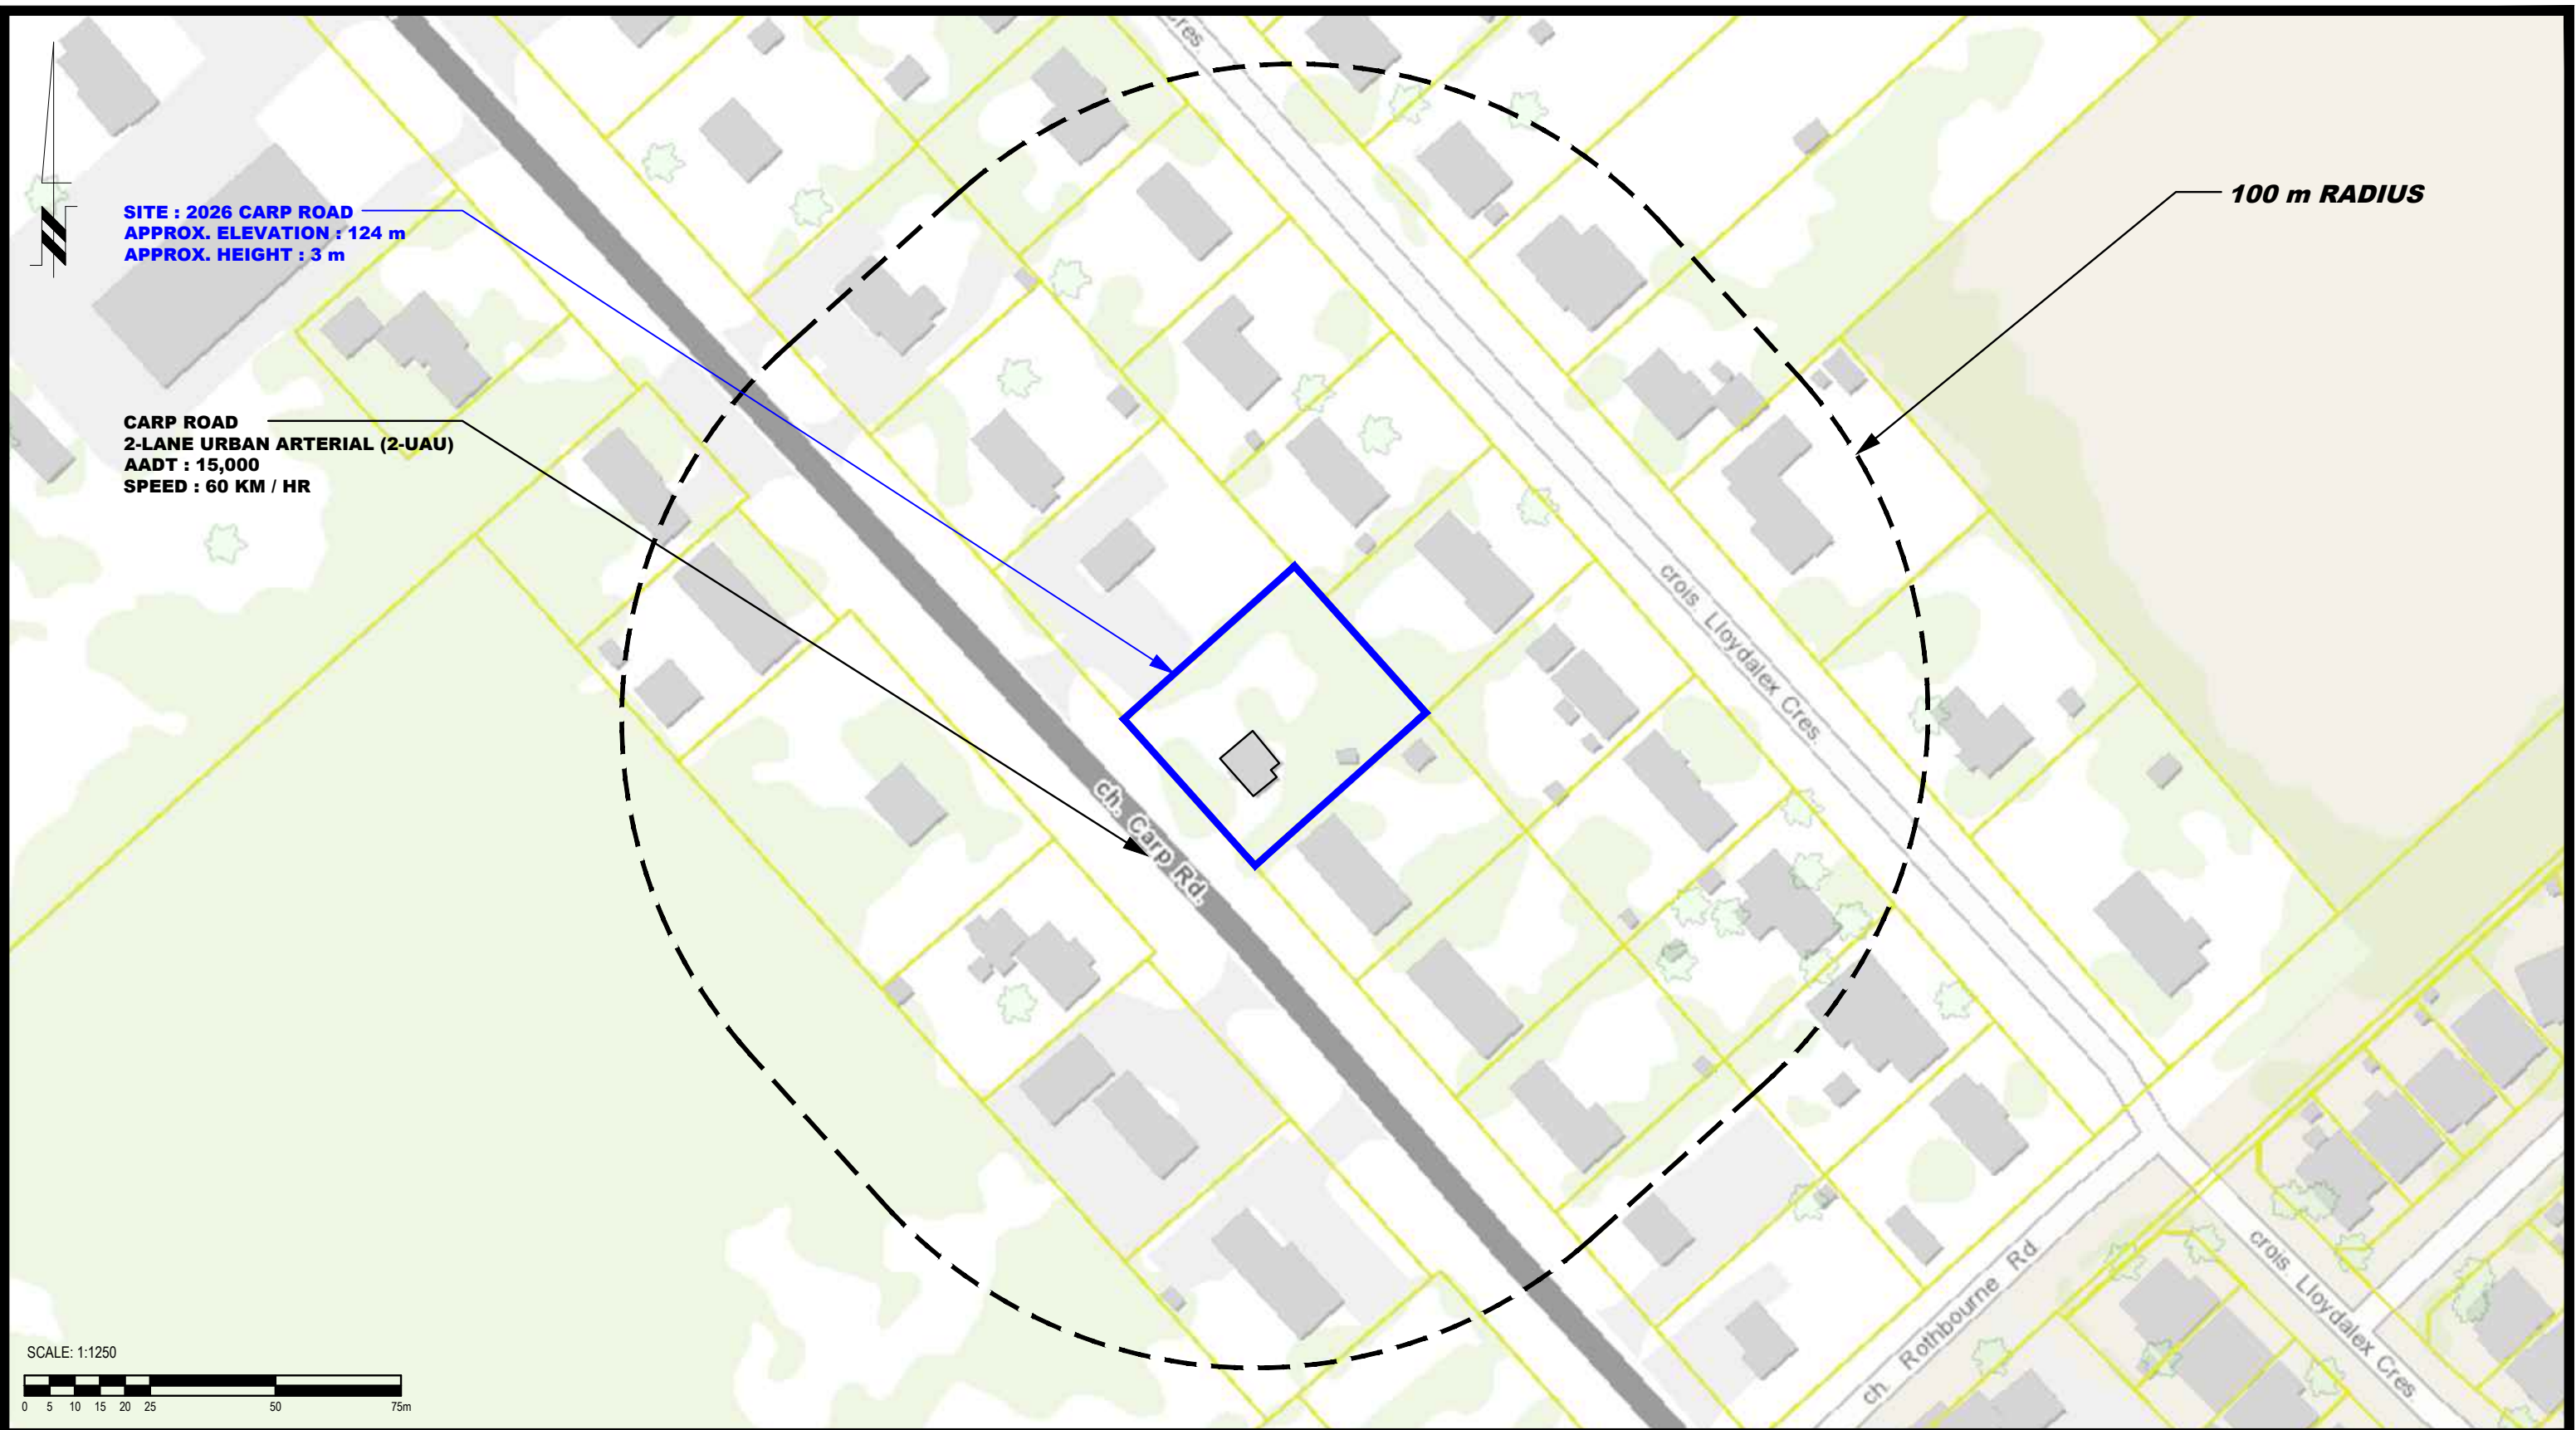 Cres.
SITE : 2026 CARP ROAD
APPROX. ELEVATION : 124 m
APPROX. HEIGHT : 3 m
100 m RADIUS
CARP ROAD
2-LANE URBAN ARTERIAL (2-UAU)
AADT : 15,000
SPEED : 60 KM / HR
crois. Lloydalex Cres.
ch. Carp Rd.
ch. Rothbourne Rd
crois. Lloydalex Cres.
SCALE: 1:1250
0 5 10 15 20 25 50 75m